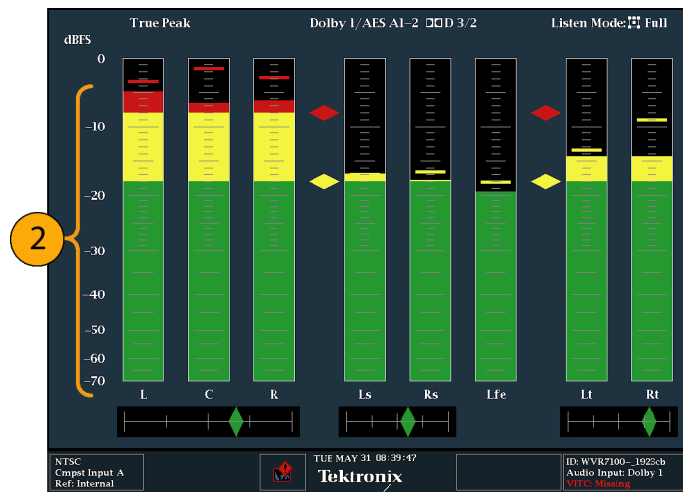 True Peak
Dolby 1/AES A1-2 D 3/2
Listen Mode: Full
dBFS
0
-10
-20
-30
-40
-50
-60
-70
2
L
C
R
Ls
Rs
Lfe
Lt
Rt
NTSC
Cmpst Input A
Ref: Internal
TUE MAY 31 08:39:47
Tektronix
ID: WVR7100-_1923cb
Audio Input: Dolby 1
VITC: Missing